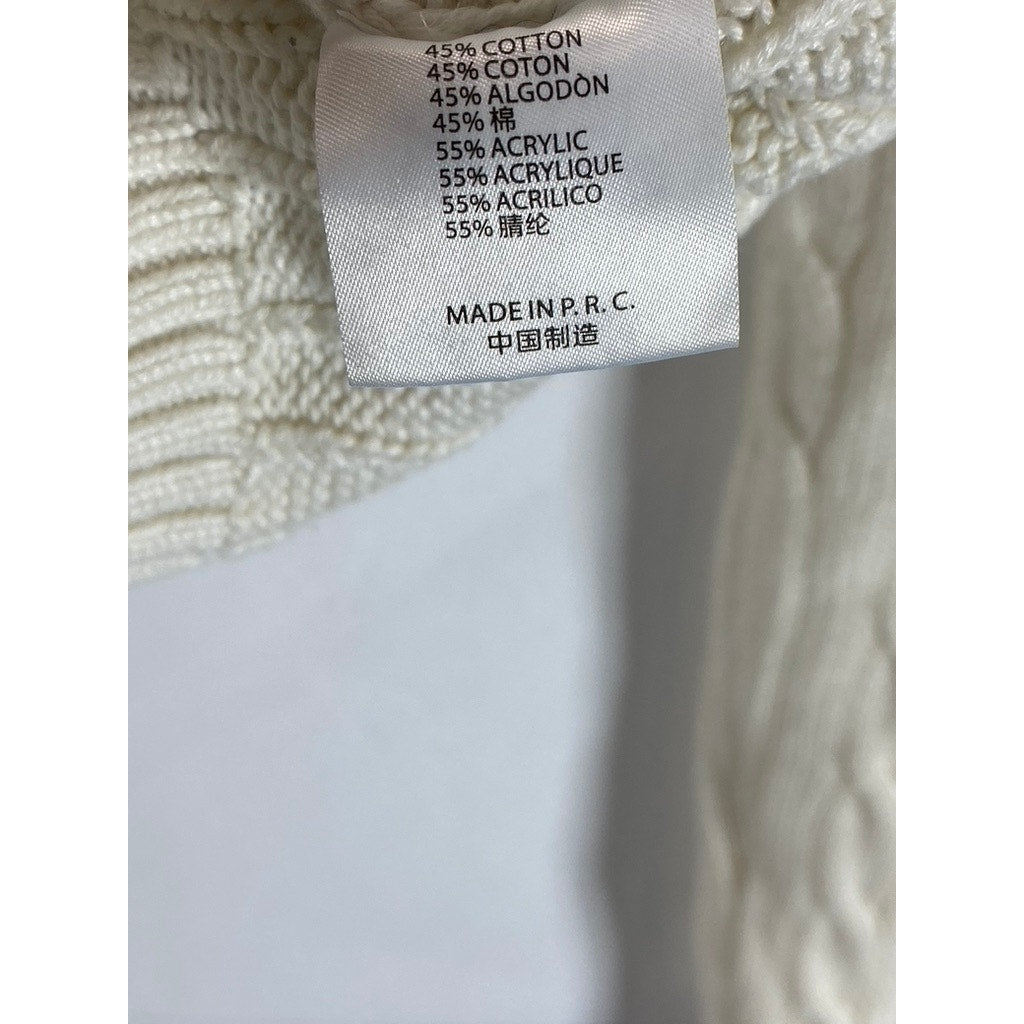 45% COTTON
45% COTON
45% ALGODÒN
45% 棉
55% ACRYLIC
55% ACRYLIQUE
55% ACRILICO
55% 腈纶
MADE IN P. R. C.
中国制造